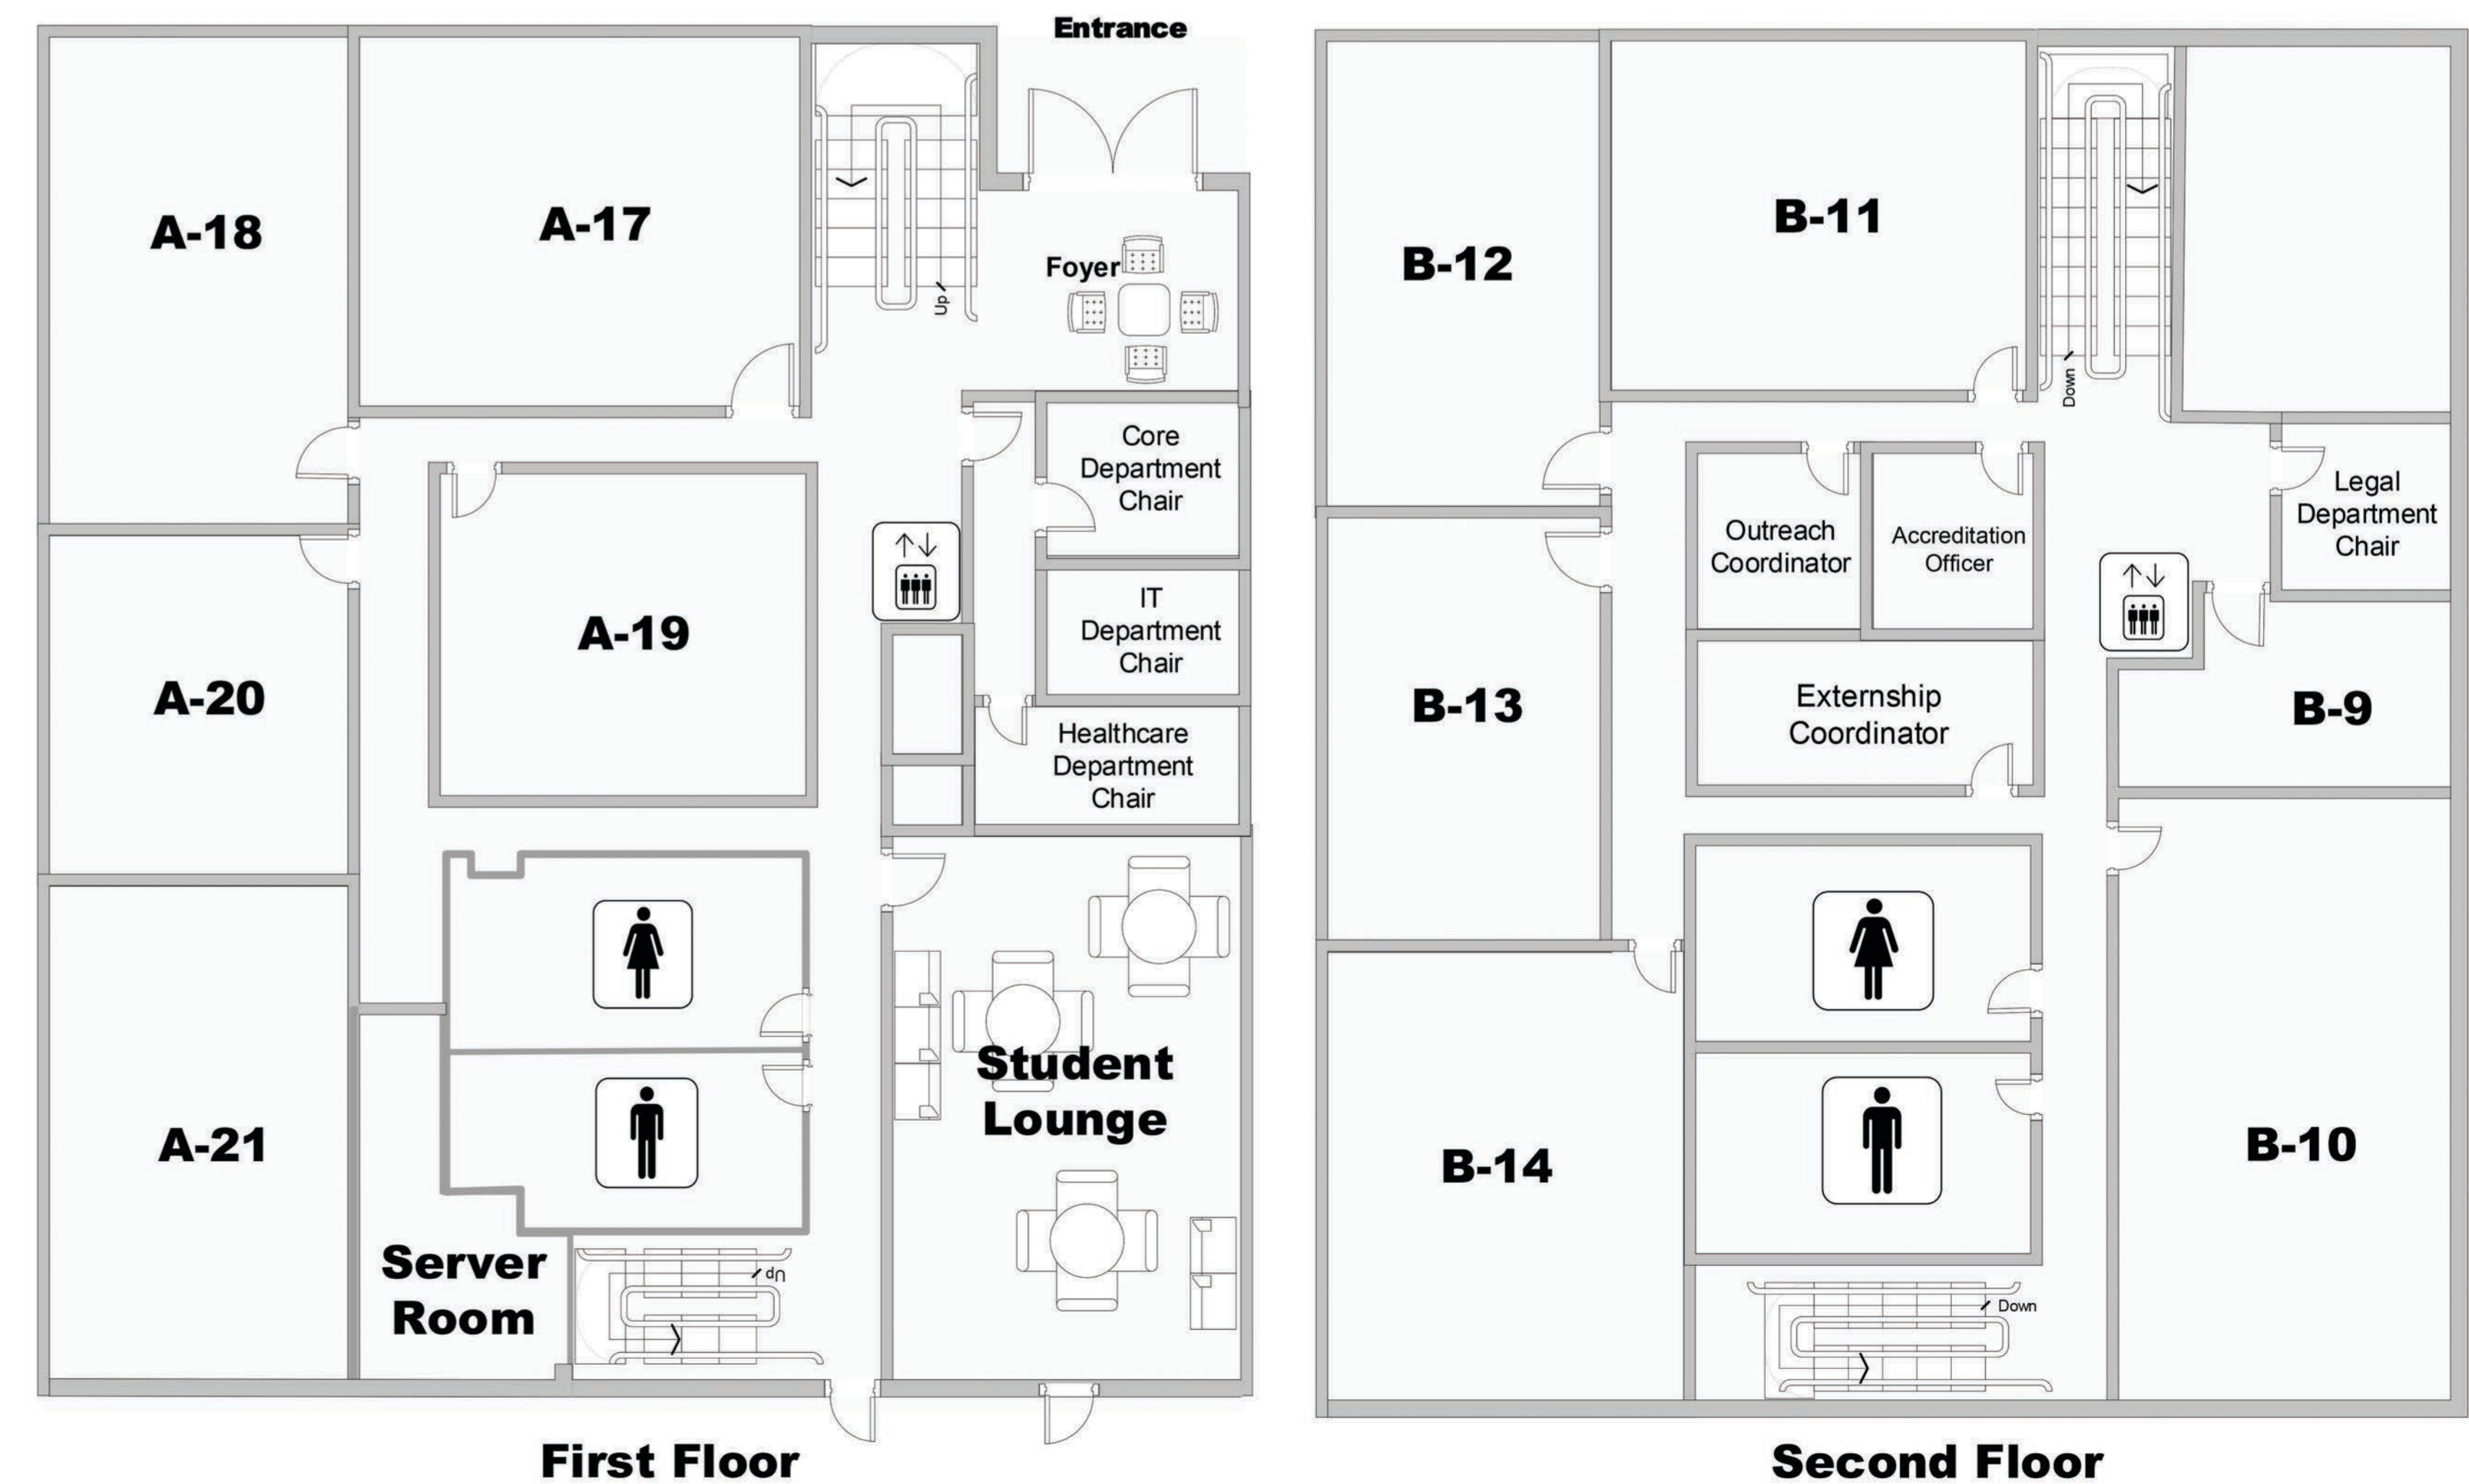 Entrance
A-18
A-17
Foyer
Up
Core
Department
Chair
A-19
IT
Department
Chair
A-20
Healthcare
Department
Chair
A-21
Student
Lounge
Server
Room
Up
First Floor
B-12
B-11
Down
Outreach
Coordinator
Accreditation
Officer
Legal
Department
Chair
B-13
Externship
Coordinator
B-9
B-14
B-10
Down
Second Floor